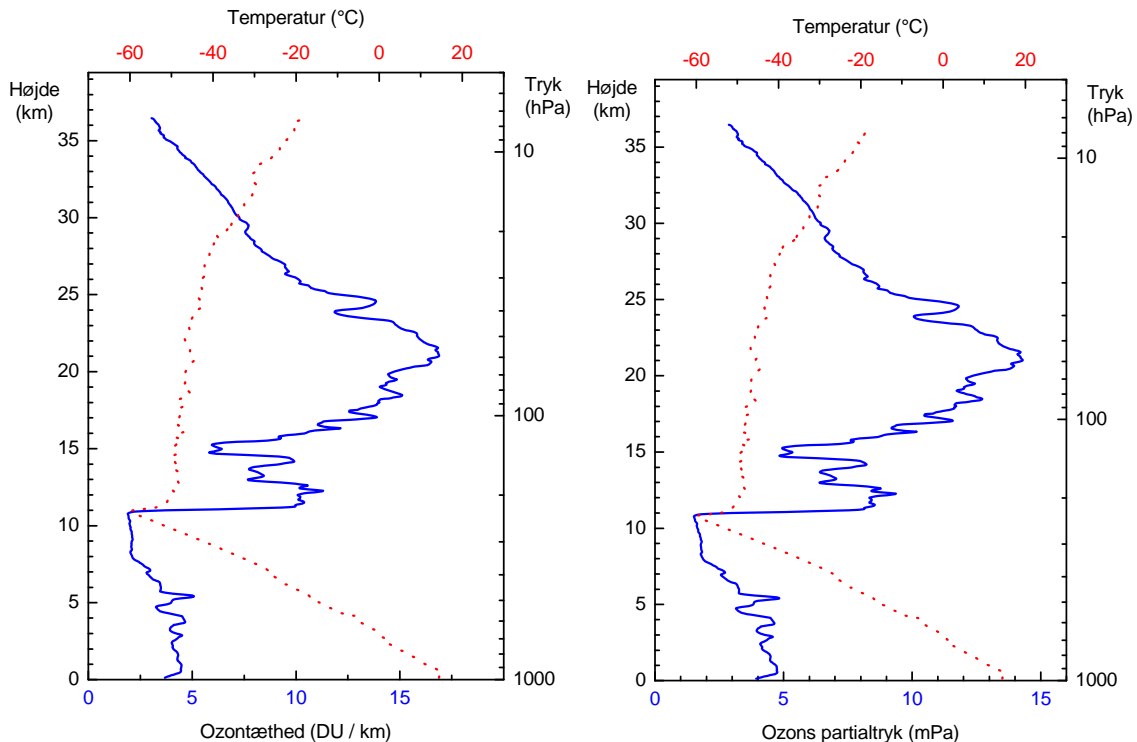 Temperatur (°C)
-60 -40 -20 0 20
Højde
(km)
Tryk
(hPa)
35
30
25
20
15
10
5
0
10
100
1000
0 5 10 15
Ozontæthed (DU / km)
Temperatur (°C)
-60 -40 -20 0 20
Højde
(km)
Tryk
(hPa)
35
30
25
20
15
10
5
0
10
100
1000
0 5 10 15
Ozons partialtryk (mPa)